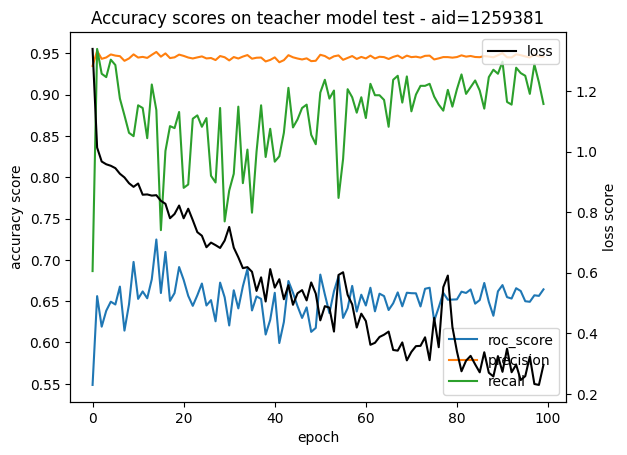 Accuracy scores on teacher model test - aid=1259381
loss
0.95
0.90
0.85
0.80
0.75
0.70
0.65
0.60
0.55
accuracy score
1.2
1.0
0.8
0.6
0.4
0.2
loss score
roc_score
precision
recall
0
20
40
60
80
100
epoch